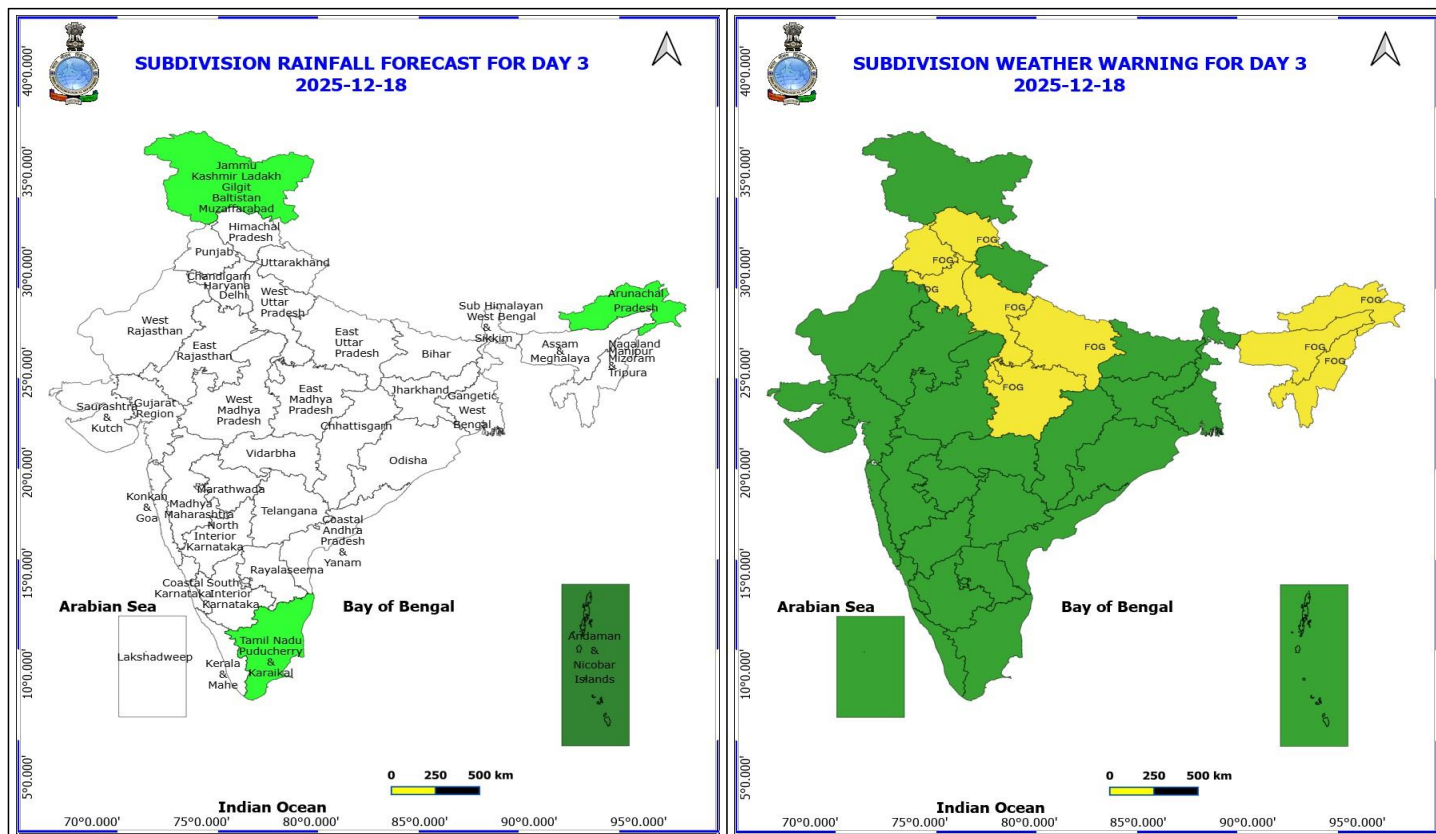 SUBDIVISION RAINFALL FORECAST FOR DAY 3
2025-12-18
40°0.000'
35°0.000'
30°0.000'
25°0.000'
20°0.000'
15°0.000'
10°0.000'
5°0.000'
Jammu
Kashmir Ladakh
Gilgit
Baltistan
Muzaffarabad
Himachal
Pradesh
Punjab
Uttarakhand
Chandigarh
Haryana
Delhi
West
Uttar
Pradesh
Arunachal
Pradesh
West
Rajasthan
East
Rajasthan
East
Uttar
Pradesh
Sub Himalayan
West Bengal
&
Sikkim
Bihar
Assam
&
Meghalaya
Nagaland
Manipur
Mizoram
&
Tripura
Saurashtra
&
Kutch
Gujarat
Region
West
Madhya
Pradesh
East
Madhya
Pradesh
Jharkhand
Gangetic
West
Bengal
Chhattisgarh
Vidarbha
Odisha
Konkan
&
Goa
Marathwada
Madhya
Maharashtra
North
Interior
Karnataka
Telangana
Coastal
Andhra
Pradesh
&
Yanam
Rayalaseema
Coastal
Karnataka
South
Interior
Karnataka
Arabian Sea
Bay of Bengal
Lakshadweep
Tamil Nadu
Puducherry
&
Karaikal
Kerala
&
Mahe
Andaman
&
Nicobar
Islands
0 250 500 km
Indian Ocean
70°0.000' 75°0.000' 80°0.000' 85°0.000' 90°0.000' 95°0.000'
SUBDIVISION WEATHER WARNING FOR DAY 3
2025-12-18
40°0.000'
35°0.000'
30°0.000'
25°0.000'
20°0.000'
15°0.000'
10°0.000'
5°0.000'
FOG
FOG
FOG
FOG
FOG
FOG
FOG
FOG
FOG
Arabian Sea
Bay of Bengal
0 250 500 km
Indian Ocean
70°0.000' 75°0.000' 80°0.000' 85°0.000' 90°0.000' 95°0.000'